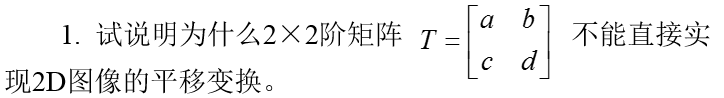 1. 试说明为什么2×2阶矩阵 T = [a b; c d] 不能直接实
现2D图像的平移变换。